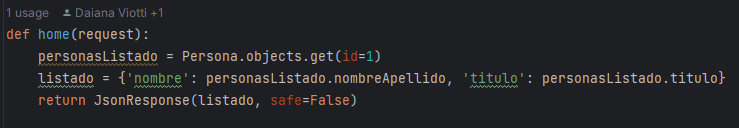 1 usage Daiana Viotti +1
def home(request):
    personasListado = Persona.objects.get(id=1)
    listado = {'nombre': personasListado.nombreApellido, 'titulo': personasListado.titulo}
    return JsonResponse(listado, safe=False)